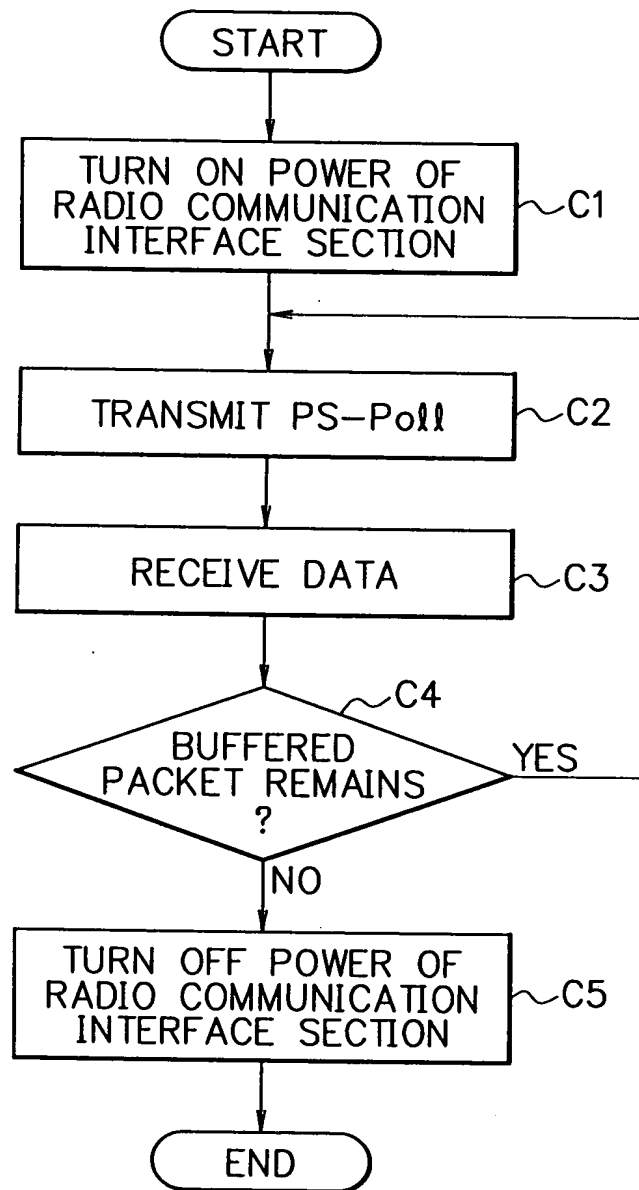 START
TURN ON POWER OF
RADIO COMMUNICATION
INTERFACE SECTION
C1
TRANSMIT PS-Poll
C2
RECEIVE DATA
C3
C4
BUFFERED
PACKET REMAINS
?
YES
NO
TURN OFF POWER OF
RADIO COMMUNICATION
INTERFACE SECTION
C5
END